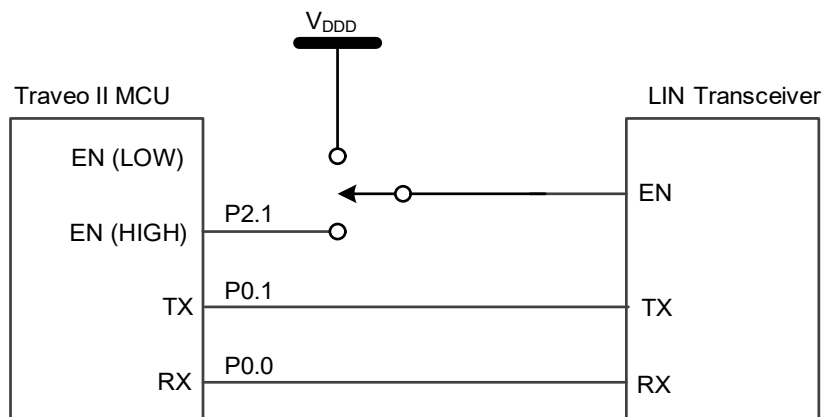 VDDD
Traveo II MCU
LIN Transceiver
EN (LOW)
EN
P2.1
EN (HIGH)
P0.1
TX
TX
P0.0
RX
RX